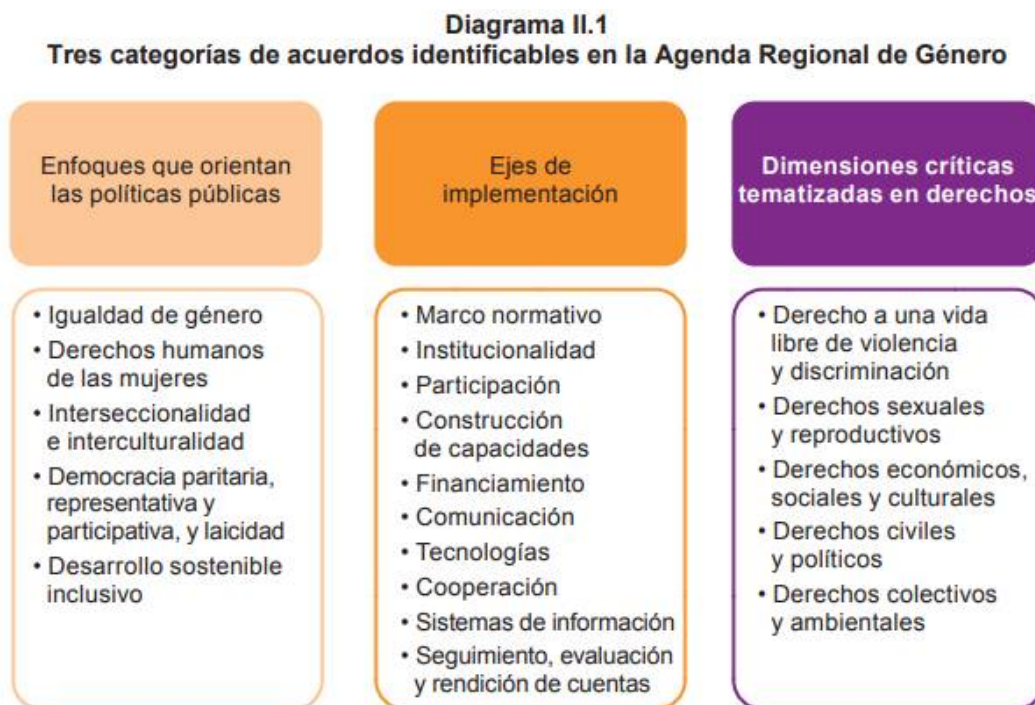 Diagrama II.1
Tres categorías de acuerdos identificables en la Agenda Regional de Género
Enfoques que orientan
las políticas públicas
• Igualdad de género
• Derechos humanos
de las mujeres
• Interseccionalidad
e interculturalidad
• Democracia paritaria,
representativa y
participativa, y laicidad
• Desarrollo sostenible
inclusivo
Ejes de
implementación
• Marco normativo
• Institucionalidad
• Participación
• Construcción
de capacidades
• Financiamiento
• Comunicación
• Tecnologías
• Cooperación
• Sistemas de información
• Seguimiento, evaluación
y rendición de cuentas
Dimensiones críticas
tematizadas en derechos
• Derecho a una vida
libre de violencia
y discriminación
• Derechos sexuales
y reproductivos
• Derechos económicos,
sociales y culturales
• Derechos civiles
y políticos
• Derechos colectivos
y ambientales